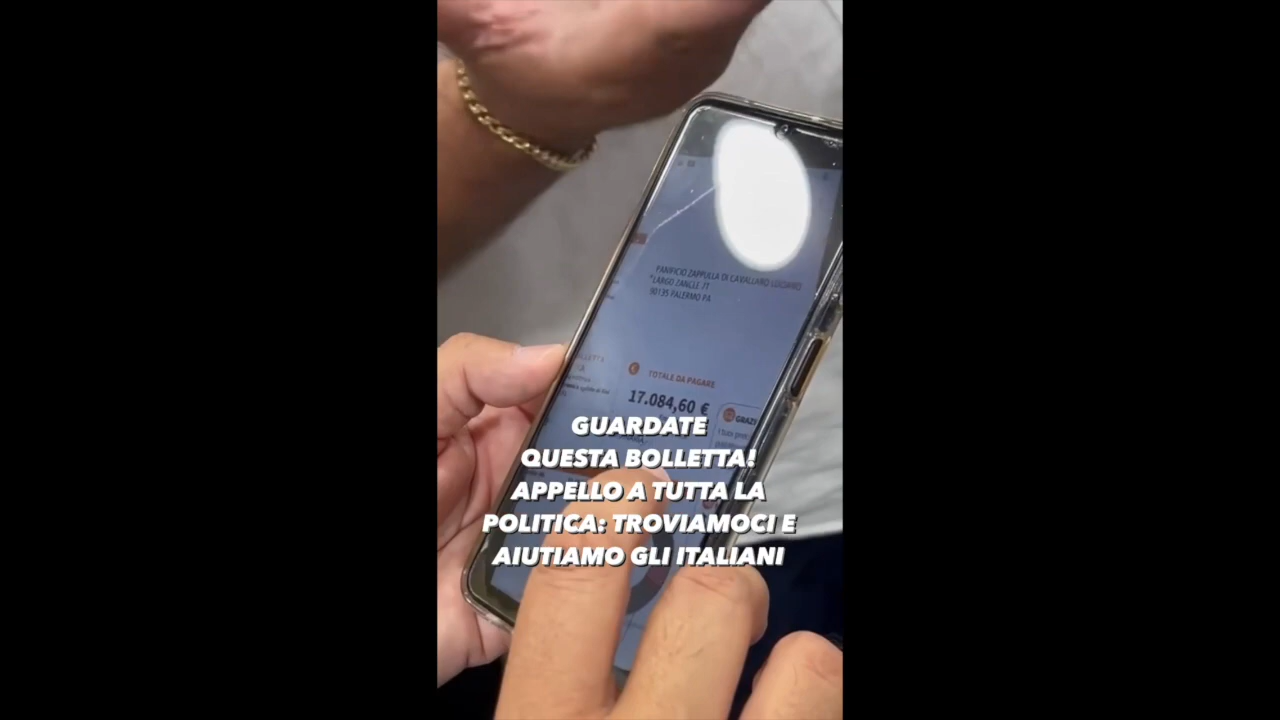 PANIFICIO ZAPPULLA DI CAVALLARO LUCIANO
LARGO ZANCLE 77
90135 PALERMO PA
TOTALE DA PAGARE
17.084,60 €
GRAZI
GUARDATE
QUESTA BOLLETTA!
APPELLO A TUTTA LA
POLITICA: TROVIAMOCI E
AIUTIAMO GLI ITALIANI